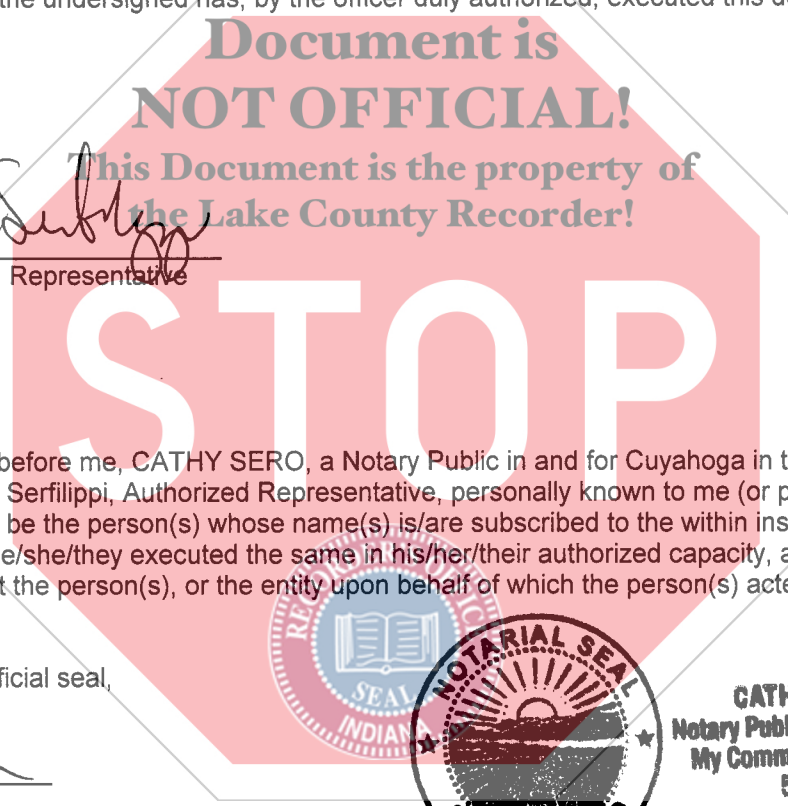 the undersigned has, by the officer duly authorized, executed this d
Document is
NOT OFFICIAL!
This Document is the property of
the Lake County Recorder!
Representative
STOP
before me, CATHY SERO, a Notary Public in and for Cuyahoga in t
Serfilippi, Authorized Representative, personally known to me (or p
be the person(s) whose name(s) is/are subscribed to the within ins
e/she/they executed the same in his/her/their authorized capacity, a
t the person(s), or the entity upon behalf of which the person(s) acte
ficial seal,
SEAL
INDIANA
NOTARIAL SEAL
CATH
Notary Publ
My Comm
5